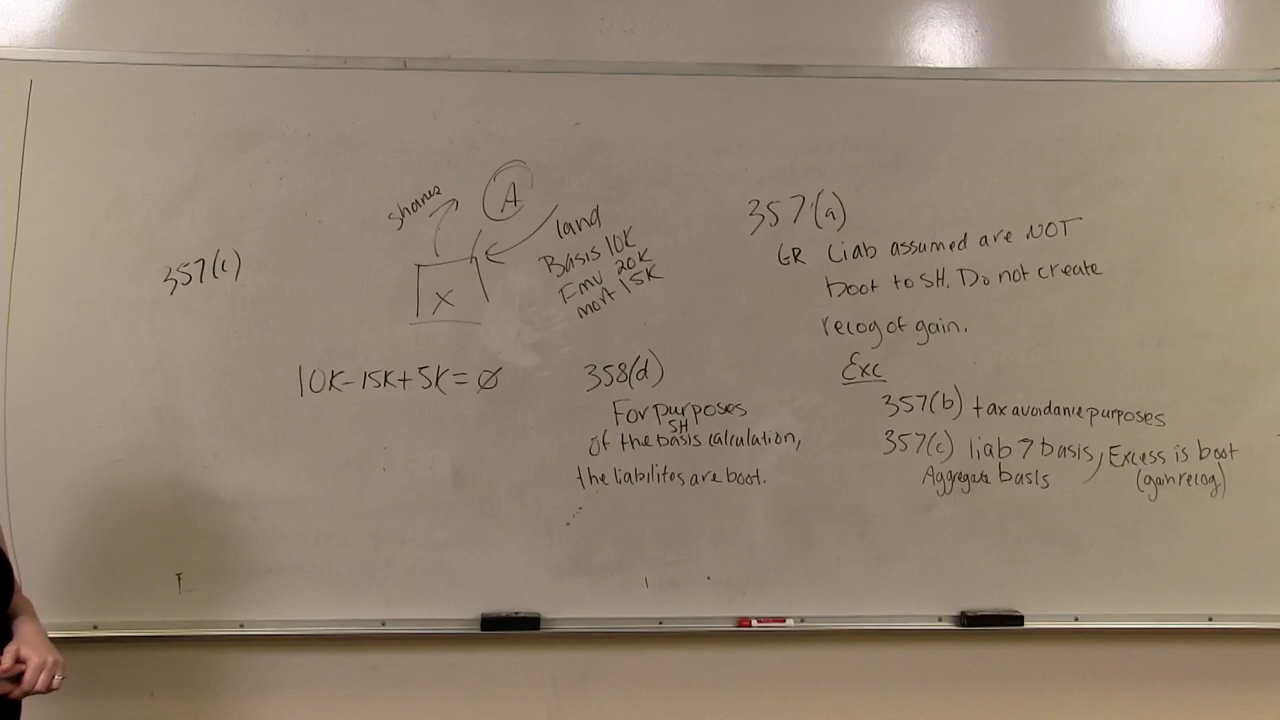 357(c)
shares
A
X
land
Basis 10K
Fmv 20K
mort 15K
10K-15K+5K=Ø
358(d)
For purposes
SH
of the basis calculation,
the liabilites are boot.
357(a)
GR Liab assumed are NOT
boot to SH. Do not create
recog of gain.
Exc
357(b) tax avoidance purposes
357(c) liab > basis, Excess is boot
Aggregate basis (gain recog)